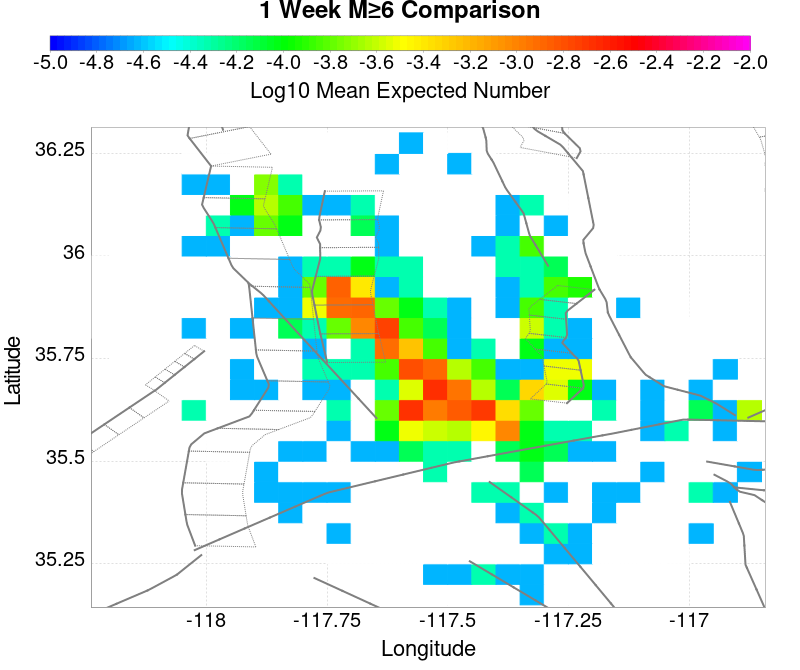 1 Week M≥6 Comparison
-5.0 -4.8 -4.6 -4.4 -4.2 -4.0 -3.8 -3.6 -3.4 -3.2 -3.0 -2.8 -2.6 -2.4 -2.2 -2.0
Log10 Mean Expected Number
36.25
36
35.75
35.5
35.25
Latitude
-118 -117.75 -117.5 -117.25 -117
Longitude